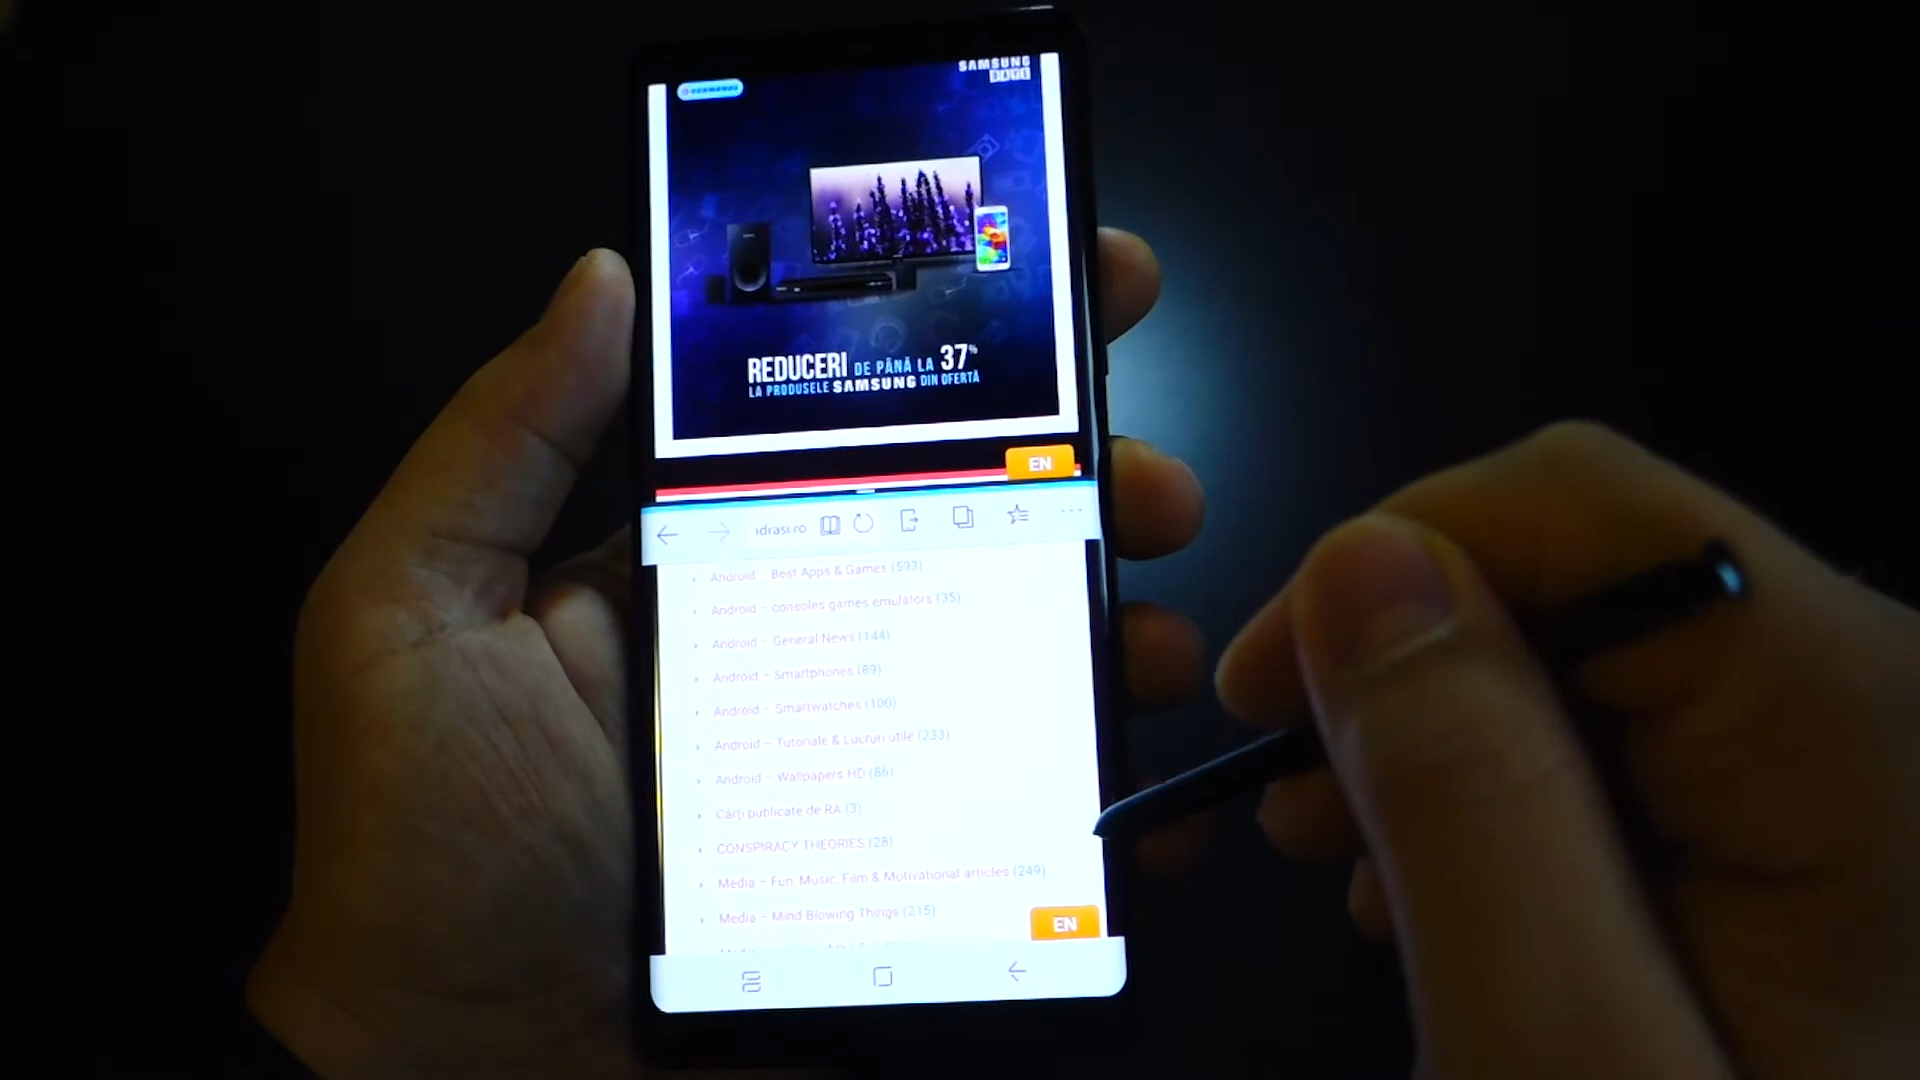 SAMSUNG
DAYS
REDUCERI DE PÂNĂ LA 37%
LA PRODUSELE SAMSUNG DIN OFERTĂ
EN
idrasi.ro
Android – Best Apps & Games (593)
Android – consoles games emulators (35)
Android – General News (144)
Android – Smartphones (89)
Android – Smartwatches (100)
Android – Tutoriale & Lucruri utile (233)
Android – Wallpapers HD (86)
Cărți publicate de RA (3)
CONSPIRACY THEORIES (28)
Media – Fun, Music, Film & Motivational articles (249)
Media – Mind Blowing Things (215)
EN